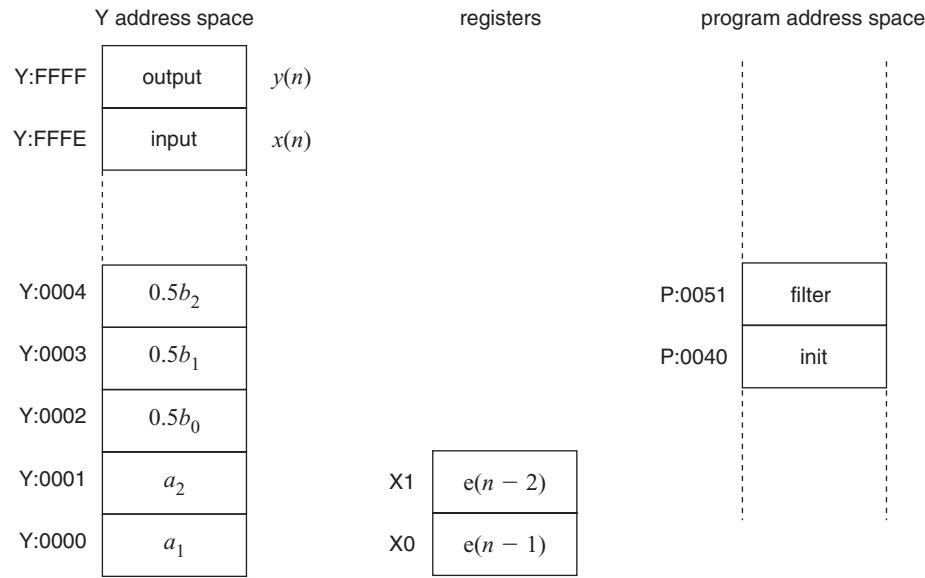 Y address space registers program address space
Y:FFFF output y(n)
Y:FFFE input x(n)
Y:0004 0.5b₂ P:0051 filter
Y:0003 0.5b₁ P:0040 init
Y:0002 0.5b₀
Y:0001 a₂ X1 e(n − 2)
Y:0000 a₁ X0 e(n − 1)